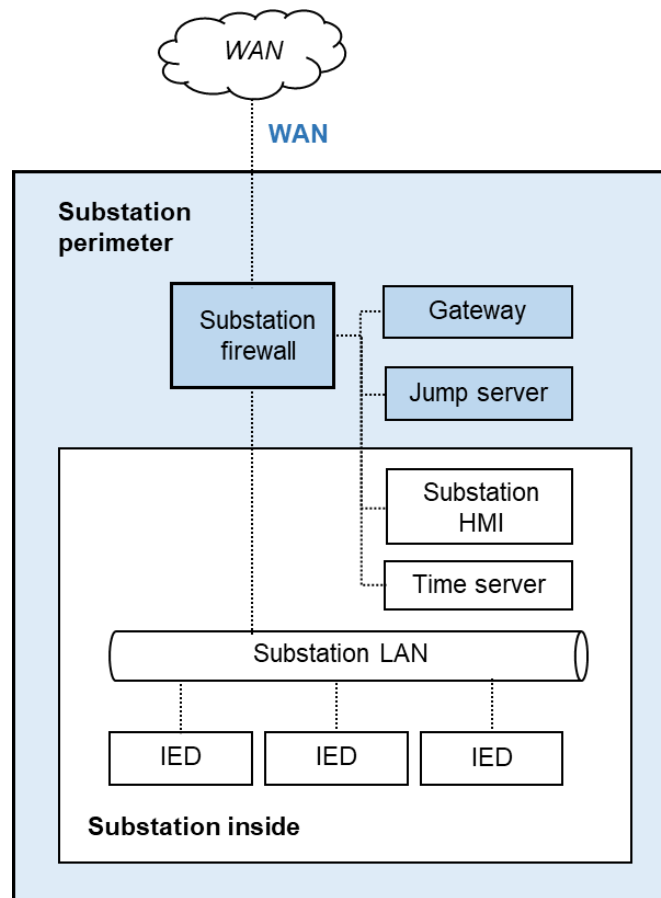 WAN
WAN
Substation
perimeter
Substation
firewall
Gateway
Jump server
Substation
HMI
Time server
Substation LAN
IED
IED
IED
Substation inside